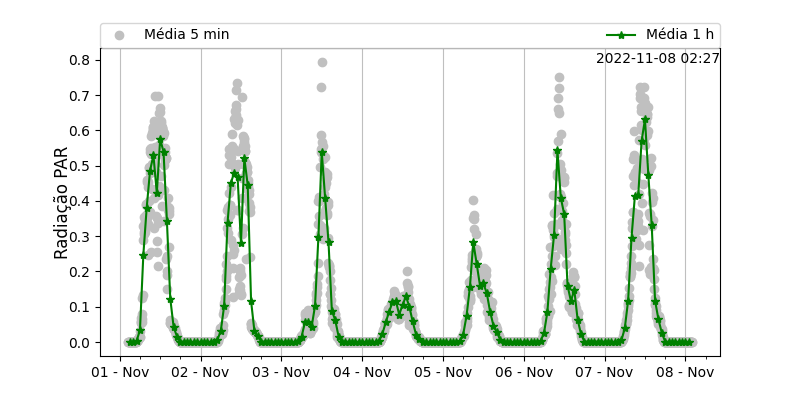 Média 5 min
Média 1 h
2022-11-08 02:27
0.8
0.7
0.6
0.5
0.4
0.3
0.2
0.1
0.0
Radiação PAR
01 - Nov
02 - Nov
03 - Nov
04 - Nov
05 - Nov
06 - Nov
07 - Nov
08 - Nov